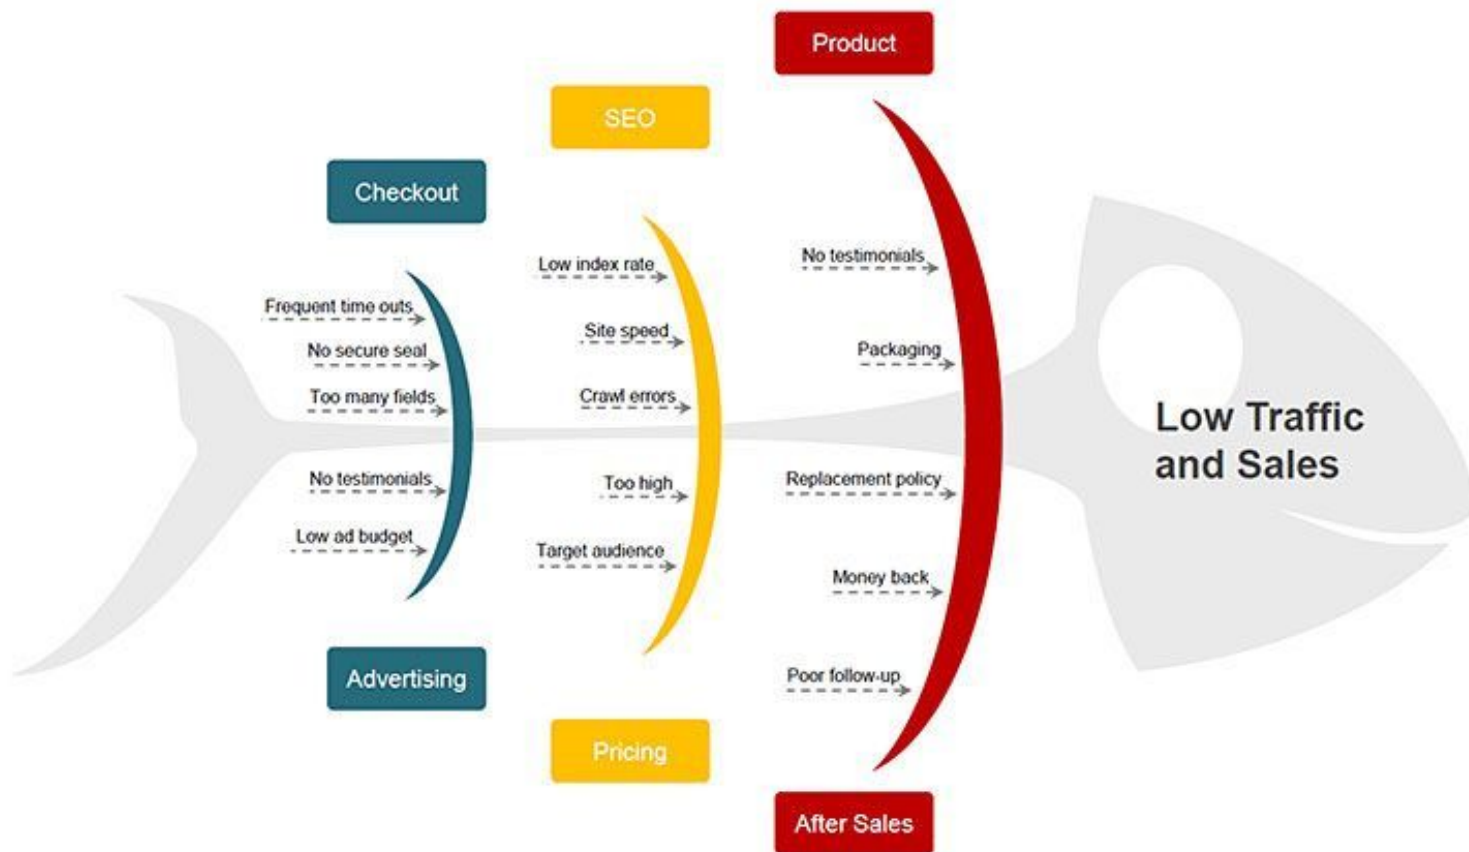 Product
SEO
Checkout
No testimonials
Low index rate
Frequent time outs
Site speed
No secure seal
Packaging
Too many fields
Crawl errors
Low Traffic
and Sales
No testimonials
Too high
Replacement policy
Low ad budget
Target audience
Money back
Poor follow-up
Advertising
Pricing
After Sales